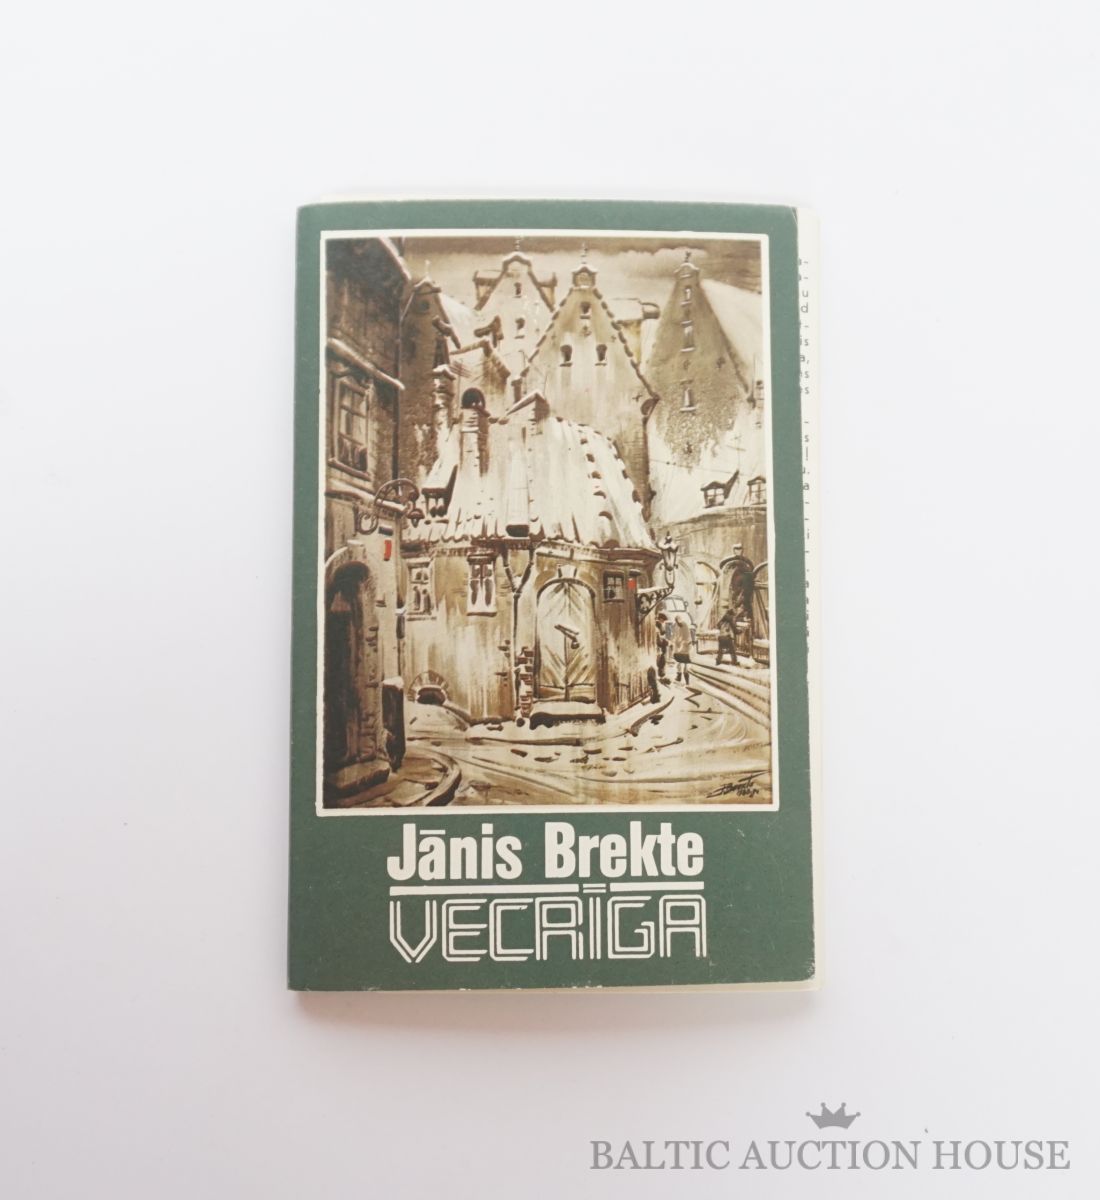 Jānis Brekte
VECRĪGA
BALTIC AUCTION HOUSE